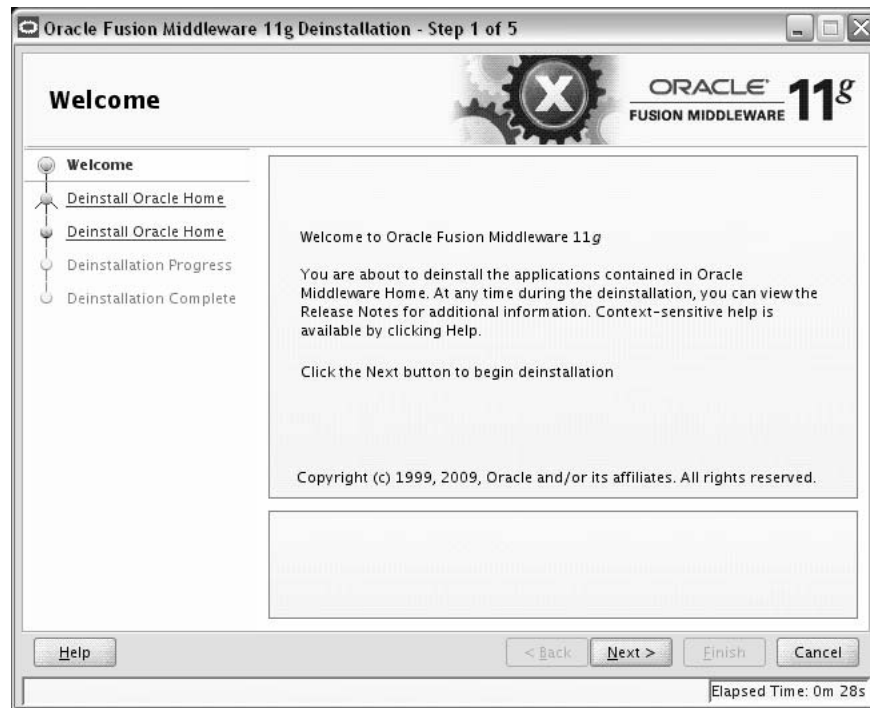 Oracle Fusion Middleware 11g Deinstallation - Step 1 of 5
Welcome
ORACLE
FUSION MIDDLEWARE
11g
Welcome
Deinstall Oracle Home
Deinstall Oracle Home
Deinstallation Progress
Deinstallation Complete
Welcome to Oracle Fusion Middleware 11g
You are about to deinstall the applications contained in Oracle
Middleware Home. At any time during the deinstallation, you can view the
Release Notes for additional information. Context-sensitive help is
available by clicking Help.
Click the Next button to begin deinstallation
Copyright (c) 1999, 2009, Oracle and/or its affiliates. All rights reserved.
Help
< Back
Next >
Finish
Cancel
Elapsed Time: 0m 28s